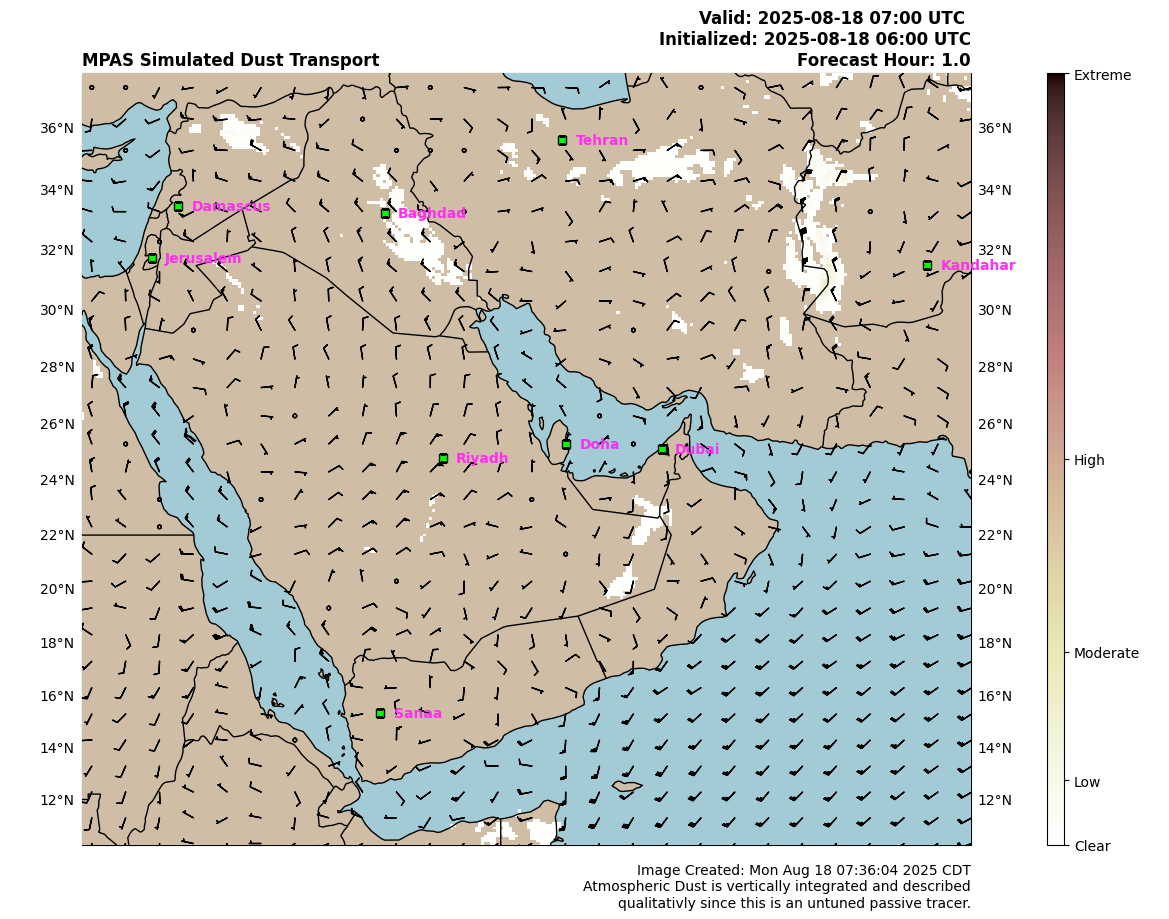 Valid: 2025-08-18 07:00 UTC
Initialized: 2025-08-18 06:00 UTC
MPAS Simulated Dust Transport
Forecast Hour: 1.0
Extreme
36°N
36°N
Tehran
34°N
34°N
Damascus
Baghdad
32°N
32°N
Jerusalem
Kandahar
30°N
30°N
28°N
28°N
26°N
26°N
Doha
Dubai
Riyadh
High
24°N
24°N
22°N
22°N
20°N
20°N
18°N
18°N
Moderate
16°N
16°N
Sanaa
14°N
14°N
Low
12°N
12°N
Clear
Image Created: Mon Aug 18 07:36:04 2025 CDT
Atmospheric Dust is vertically integrated and described
qualitativly since this is an untuned passive tracer.